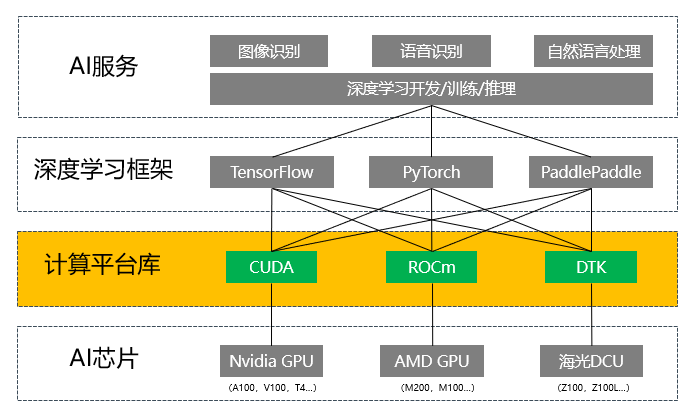 AI服务
图像识别
语音识别
自然语言处理
深度学习开发/训练/推理
深度学习框架
TensorFlow
PyTorch
PaddlePaddle
计算平台库
CUDA
ROCm
DTK
AI芯片
Nvidia GPU
AMD GPU
海光DCU
(A100，V100，T4...)
(M200，M100...)
(Z100，Z100L...)